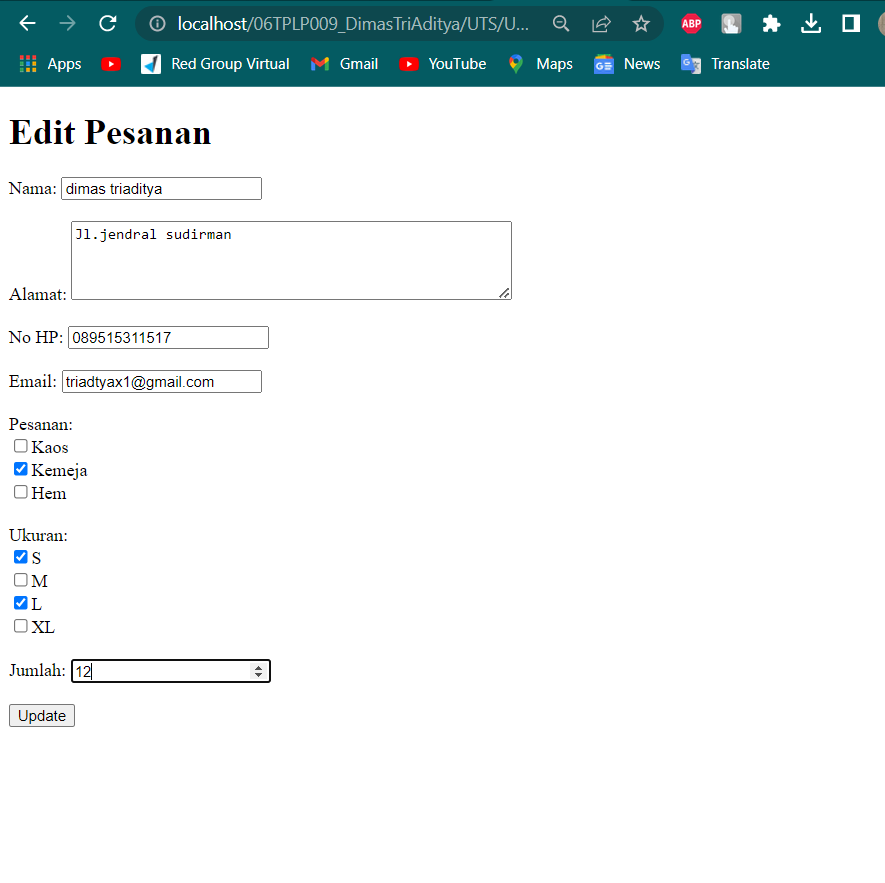 localhost/06TPLP009_DimasTriAditya/UTS/U...
ABP
Apps Red Group Virtual Gmail YouTube Maps GE News G Translate
Edit Pesanan
Nama: dimas triaditya
Jl.jendral sudirman
Alamat:
No HP: 089515311517
Email: triadtyax1@gmail.com
Pesanan:
Kaos
Kemeja
Hem
Ukuran:
S
M
L
XL
Jumlah: 12
Update